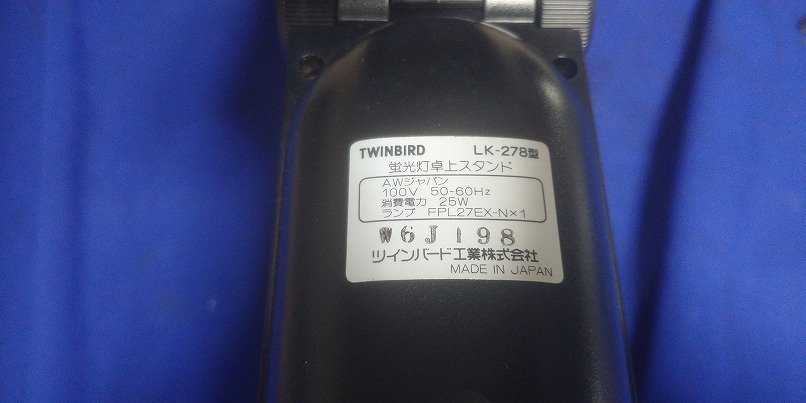 TWINBIRD LK-278型
蛍光灯卓上スタンド
AWジャパン
100V 50-60Hz
消費電力 25W
ランプ FPL27EX-N×1
W6J198
ツインバード工業株式会社
MADE IN JAPAN